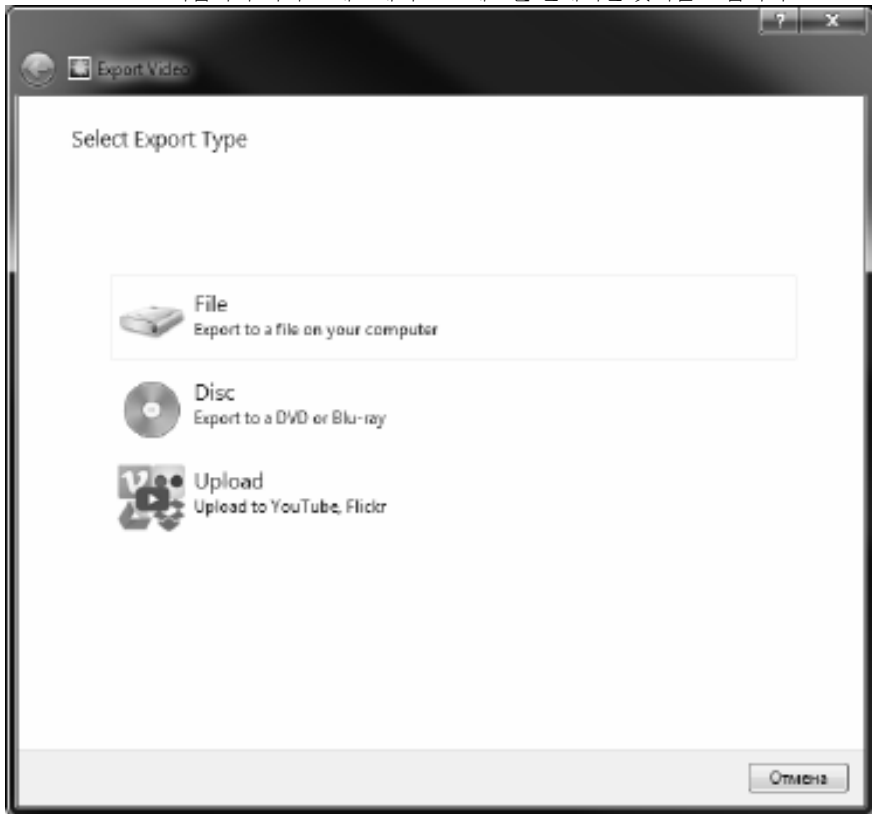 ?
x
Export Video
Select Export Type
File
Export to a file on your computer
Disc
Export to a DVD or Blu-ray
Upload
Upload to YouTube, Flickr
Отмена